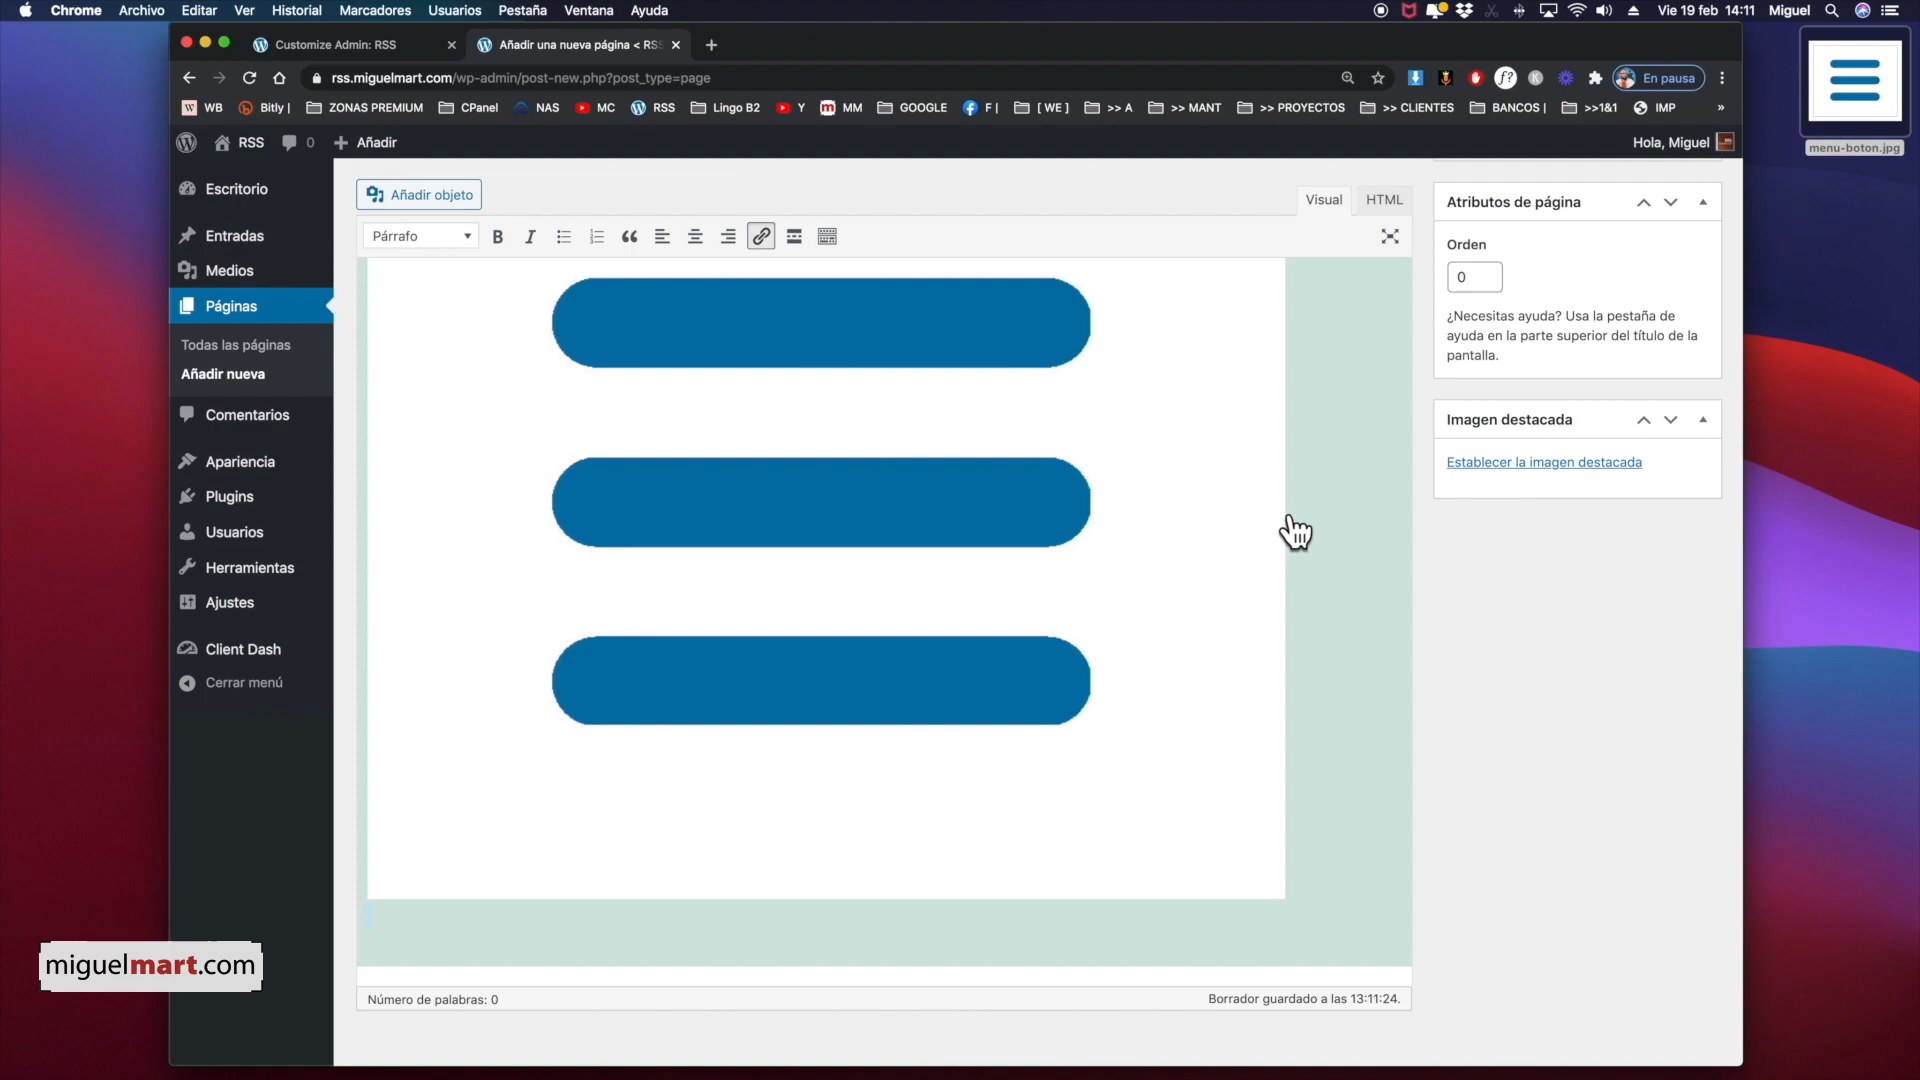 Chrome Archivo Editar Ver Historial Marcadores Usuarios Pestaña Ventana Ayuda
Vie 19 feb 14:11 Miguel
Customize Admin: RSS
Añadir una nueva página < RSS
rss.miguelmart.com/wp-admin/post-new.php?post_type=page
En pausa
WB Bitly | ZONAS PREMIUM CPanel NAS MC RSS Lingo B2 Y MM GOOGLE F | [ WE ] >> A >> MANT >> PROYECTOS >> CLIENTES BANCOS | >>1&1 IMP »
menu-boton.jpg
RSS 0 Añadir
Hola, Miguel
Escritorio
Entradas
Medios
Páginas
Todas las páginas
Añadir nueva
Comentarios
Apariencia
Plugins
Usuarios
Herramientas
Ajustes
Client Dash
Cerrar menú
Añadir objeto
Visual HTML
Párrafo
B I
Número de palabras: 0
Borrador guardado a las 13:11:24.
Atributos de página
Orden
0
¿Necesitas ayuda? Usa la pestaña de
ayuda en la parte superior del título de la
pantalla.
Imagen destacada
Establecer la imagen destacada
miguelmart.com